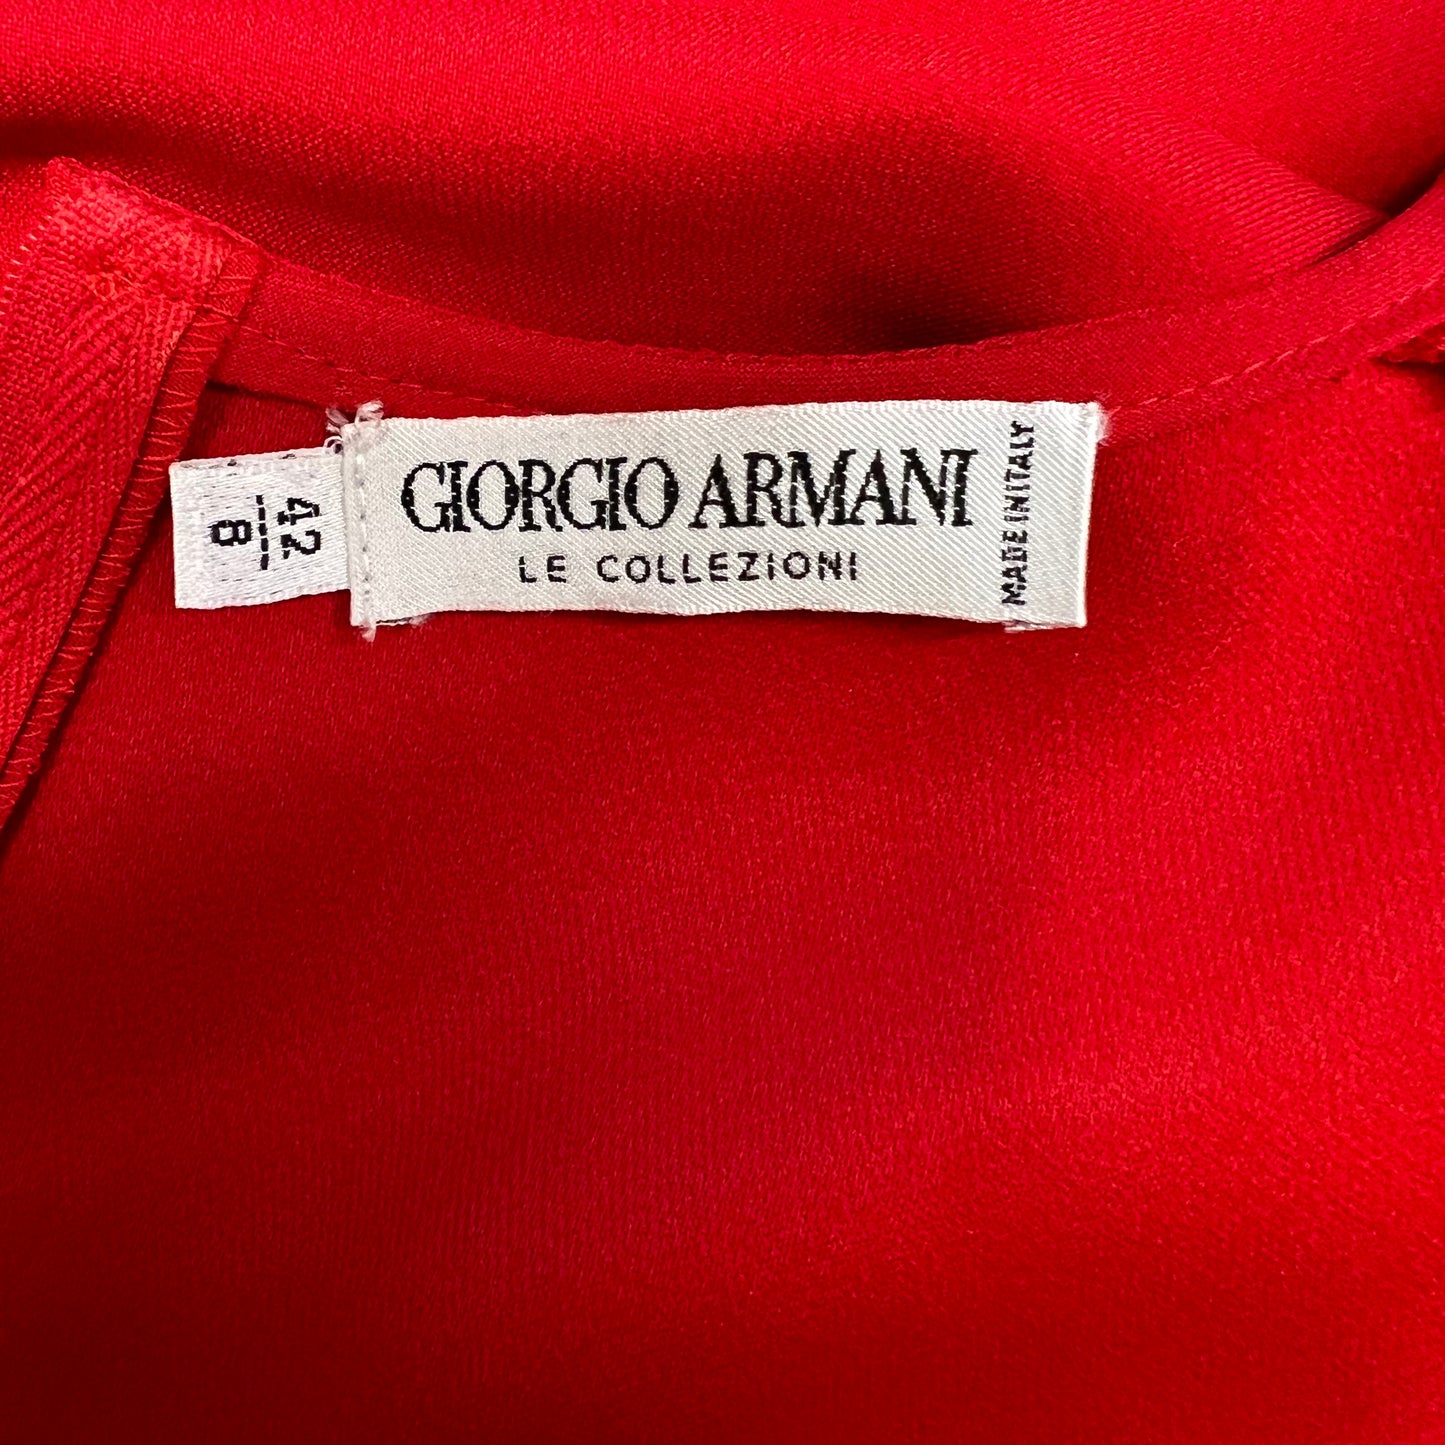 GIORGIO ARMANI
LE COLLEZIONI
MADE IN ITALY
42
8